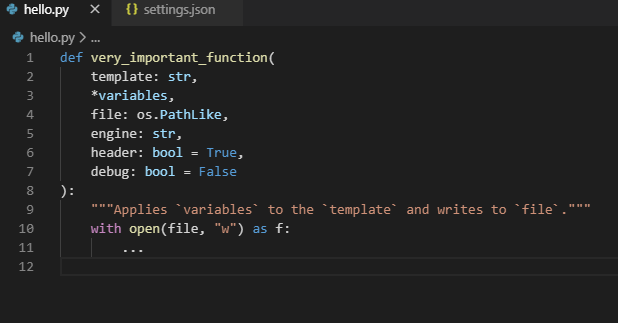 hello.py × {} settings.json
hello.py > ...
1 def very_important_function(
2     template: str,
3     *variables,
4     file: os.PathLike,
5     engine: str,
6     header: bool = True,
7     debug: bool = False
8 ):
9     """Applies `variables` to the `template` and writes to `file`."""
10     with open(file, "w") as f:
11         ...
12